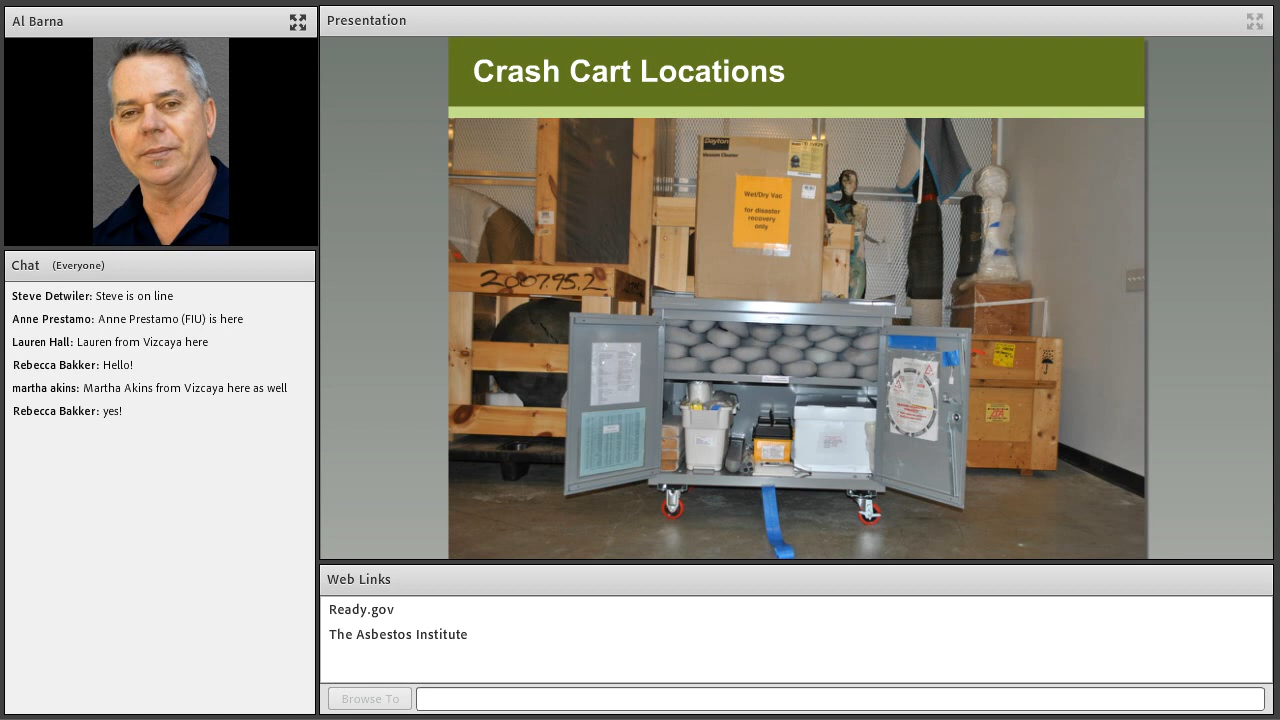 Al Barna
Presentation
Crash Cart Locations
Dayton
Wet/Dry Vac
for disaster
recovery
only
2007.95.2
Chat (Everyone)
Steve Detwiler: Steve is on line
Anne Prestamo: Anne Prestamo (FIU) is here
Lauren Hall: Lauren from Vizcaya here
Rebecca Bakker: Hello!
martha akins: Martha Akins from Vizcaya here as well
Rebecca Bakker: yes!
Web Links
Ready.gov
The Asbestos Institute
Browse To